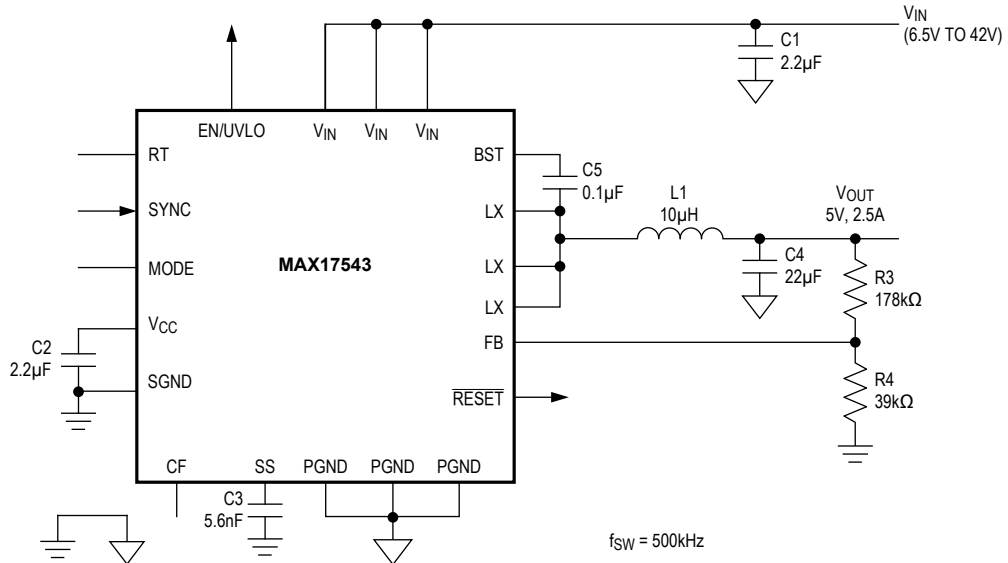 V_IN
(6.5V TO 42V)
C1
2.2µF
EN/UVLO
V_IN
V_IN
V_IN
RT
BST
C5
0.1µF
SYNC
LX
L1
10µH
V_OUT
5V, 2.5A
MODE
MAX17543
LX
C4
22µF
R3
178kΩ
LX
V_CC
C2
2.2µF
FB
SGND
R4
39kΩ
RESET
CF
SS
PGND
PGND
PGND
C3
5.6nF
f_SW = 500kHz